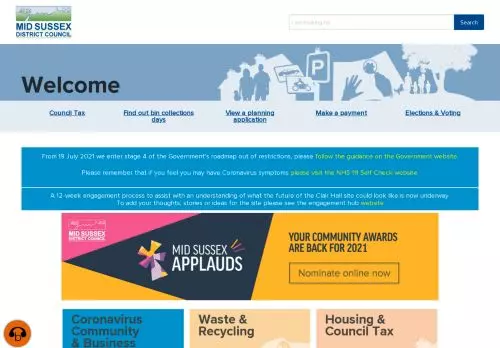 MID SUSSEX
DISTRICT COUNCIL
Search
Welcome
Council Tax
Find out bin collections
days
View a planning
application
Make a payment
Elections & Voting
From 19 July 2021 we enter stage 4 of the Government's roadmap out of restrictions, please follow the guidance on the Government website.
Please remember that if you feel you may have Coronavirus symptoms please visit the NHS 111 Self Check website
A 12 week engagement process to assist with an understanding of what the future of the Clair Hall site could look like is now underway.
To add your thoughts, stories or ideas for the site please see the engagement hub website
MID SUSSEX
DISTRICT COUNCIL
MID SUSSEX
APPLAUDS
YOUR COMMUNITY AWARDS
ARE BACK FOR 2021
Nominate online now
Coronavirus
Community
& Business
Waste &
Recycling
Housing &
Council Tax